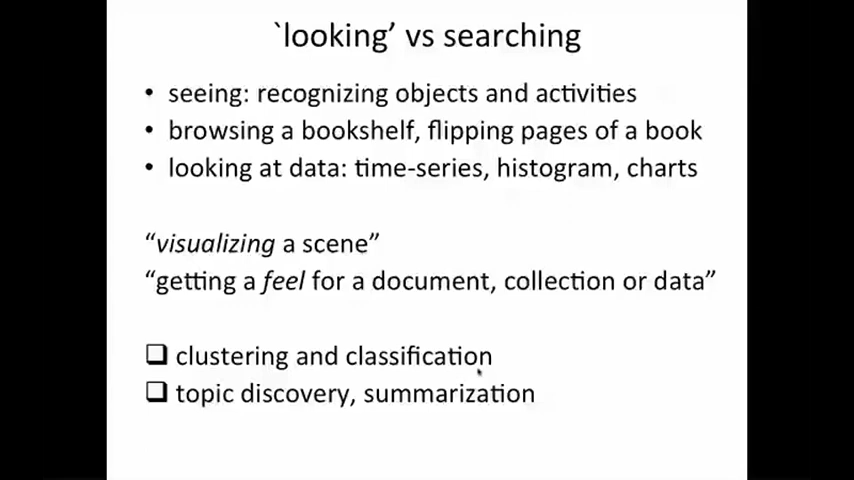 `looking’ vs searching
• seeing: recognizing objects and activities
• browsing a bookshelf, flipping pages of a book
• looking at data: time-series, histogram, charts
“visualizing a scene”
“getting a feel for a document, collection or data”
❑ clustering and classification
❑ topic discovery, summarization